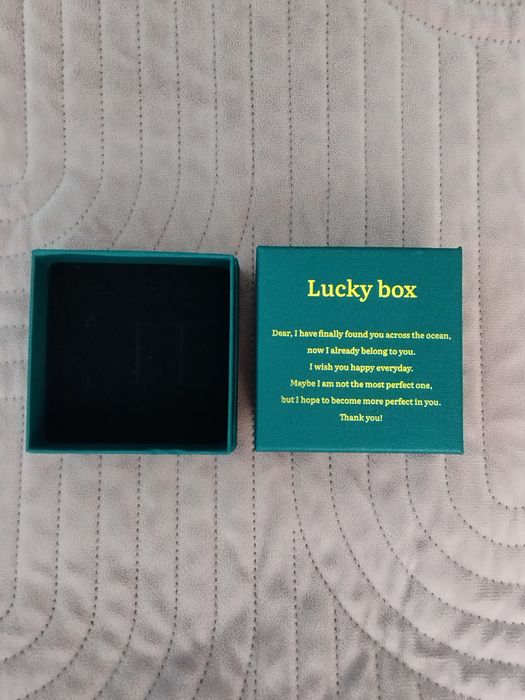 Lucky box
Dear, I have finally found you across the ocean,
now I already belong to you.
I wish you happy everyday.
Maybe I am not the most perfect one,
but I hope to become more perfect in you.
Thank you!